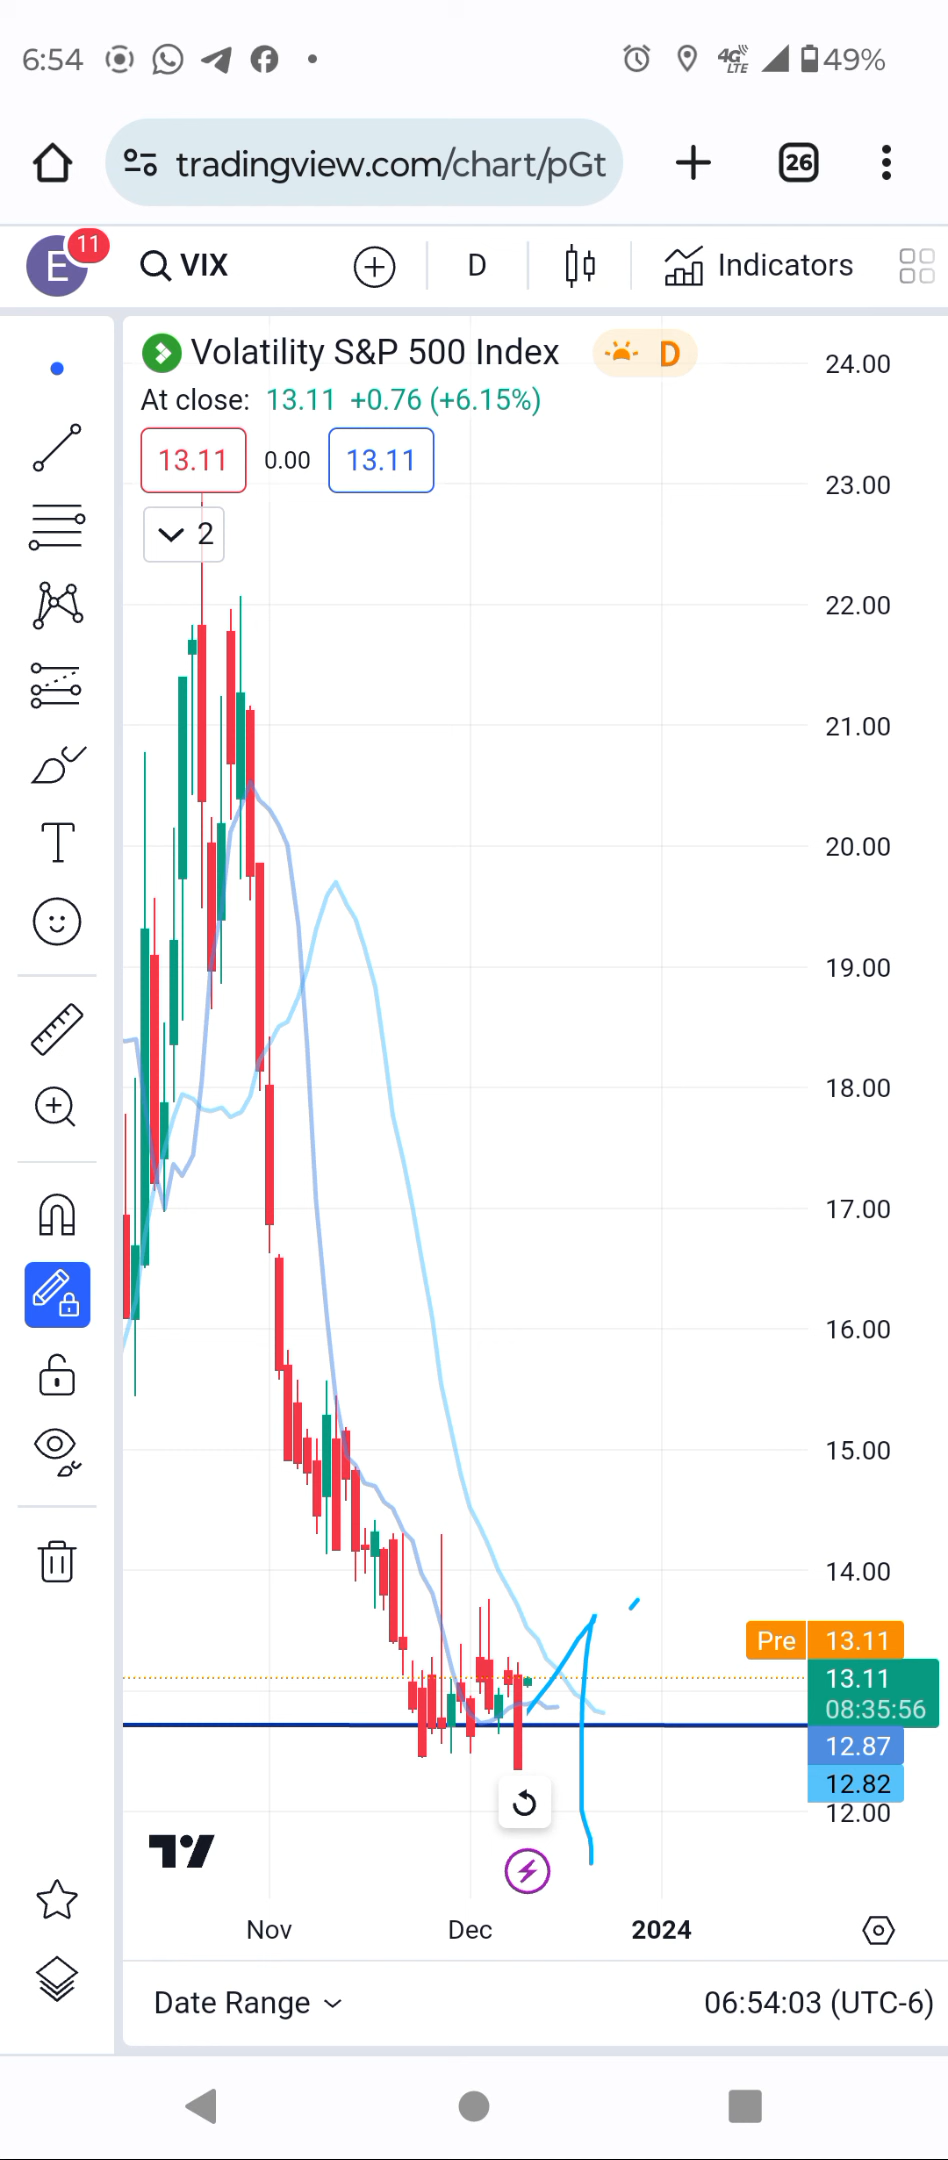 6:54 4G LTE 49%
tradingview.com/chart/pGt 26
E 11 VIX D Indicators
Volatility S&P 500 Index D
At close: 13.11 +0.76 (+6.15%)
13.11 0.00 13.11
2
24.00
23.00
22.00
21.00
20.00
19.00
18.00
17.00
16.00
15.00
14.00
Pre 13.11
13.11
08:35:56
12.87
12.82
12.00
Nov Dec 2024
Date Range 06:54:03 (UTC-6)